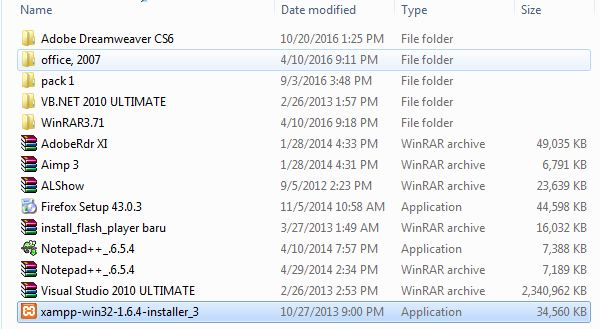 Name Date modified Type Size
Adobe Dreamweaver CS6 10/20/2016 1:25 PM File folder
office, 2007 4/10/2016 9:11 PM File folder
pack 1 9/3/2016 3:48 PM File folder
VB.NET 2010 ULTIMATE 2/26/2013 1:57 PM File folder
WinRAR3.71 4/10/2016 9:18 PM File folder
AdobeRdr XI 1/28/2014 4:33 PM WinRAR archive 49,035 KB
Aimp 3 1/28/2014 4:31 PM WinRAR archive 6,791 KB
ALShow 9/5/2012 2:23 PM WinRAR archive 23,639 KB
Firefox Setup 43.0.3 11/5/2014 10:58 AM Application 44,598 KB
install_flash_player baru 3/27/2013 1:49 AM WinRAR archive 16,032 KB
Notepad++_.6.5.4 4/10/2014 7:57 PM Application 7,388 KB
Notepad++_.6.5.4 4/29/2014 2:34 PM WinRAR archive 7,189 KB
Visual Studio 2010 ULTIMATE 2/26/2013 2:53 PM WinRAR archive 2,340,962 KB
xampp-win32-1.6.4-installer_3 10/27/2013 9:00 PM Application 34,560 KB